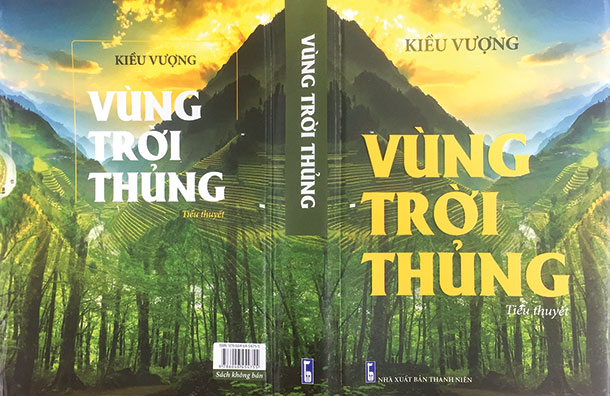 KIỀU VƯỢNG
VÙNG
TRỜI
THỦNG
Tiểu thuyết
Sách không bán
VÙNG TRỜI THỦNG
KIỀU VƯỢNG
VÙNG
TRỜI
THỦNG
Tiểu thuyết
NHÀ XUẤT BẢN THANH NIÊN